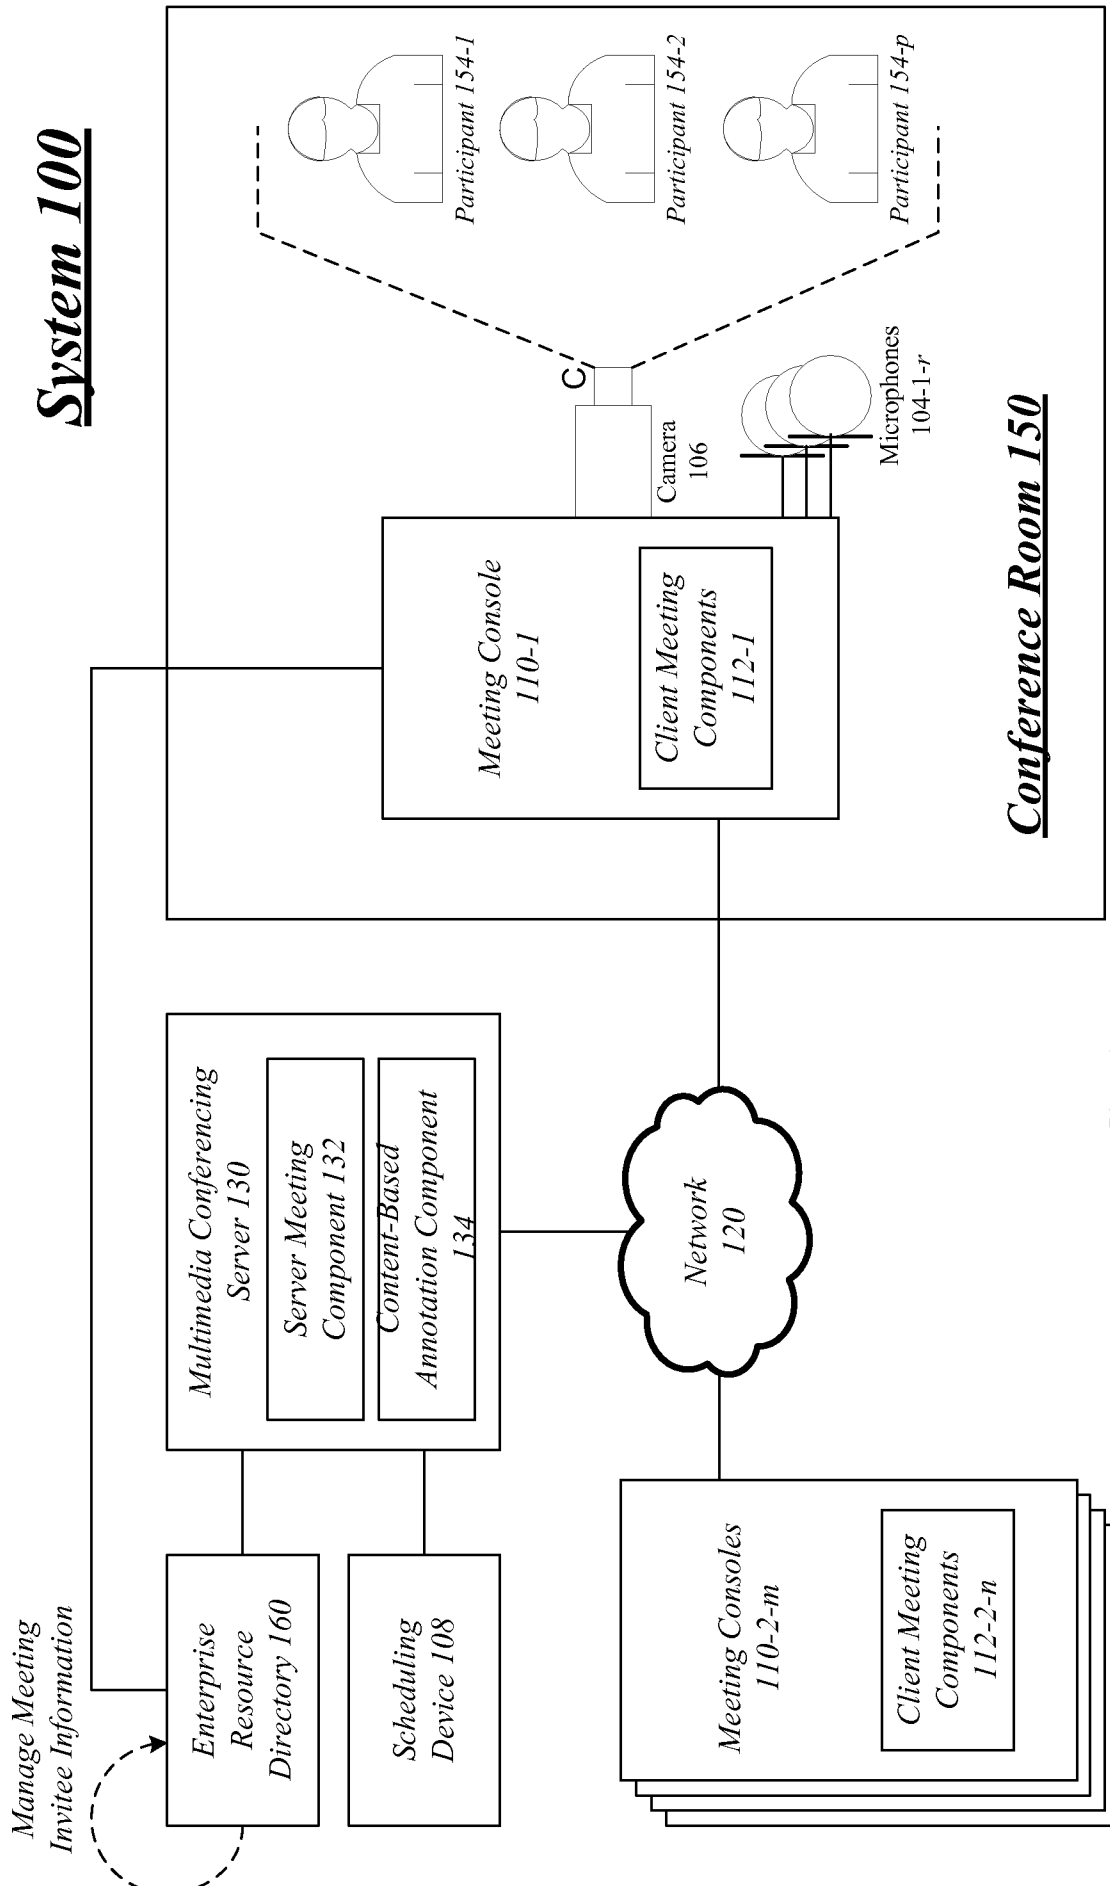 System 100
Manage Meeting
Invitee Information
Enterprise
Resource
Directory 160
Scheduling
Device 108
Multimedia Conferencing
Server 130
Server Meeting
Component 132
Content-Based
Annotation Component
134
Network
120
Meeting Consoles
110-2-m
Client Meeting
Components
112-2-n
Meeting Console
110-1
Client Meeting
Components
112-1
C
Camera
106
Microphones
104-1-r
Participant 154-1
Participant 154-2
Participant 154-p
Conference Room 150